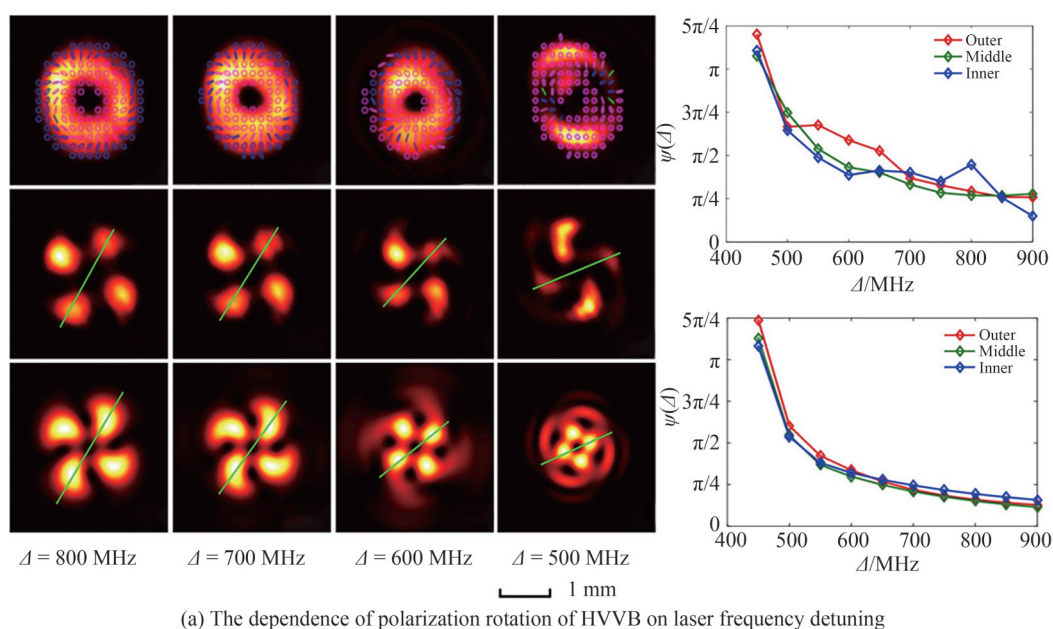 5π/4
π
3π/4
π/2
π/4
0
ψ(Δ)
Outer
Middle
Inner
400 500 600 700 800 900
Δ/MHz
5π/4
π
3π/4
π/2
π/4
0
ψ(Δ)
Outer
Middle
Inner
400 500 600 700 800 900
Δ/MHz
Δ = 800 MHz Δ = 700 MHz Δ = 600 MHz Δ = 500 MHz
1 mm
(a) The dependence of polarization rotation of HVVB on laser frequency detuning